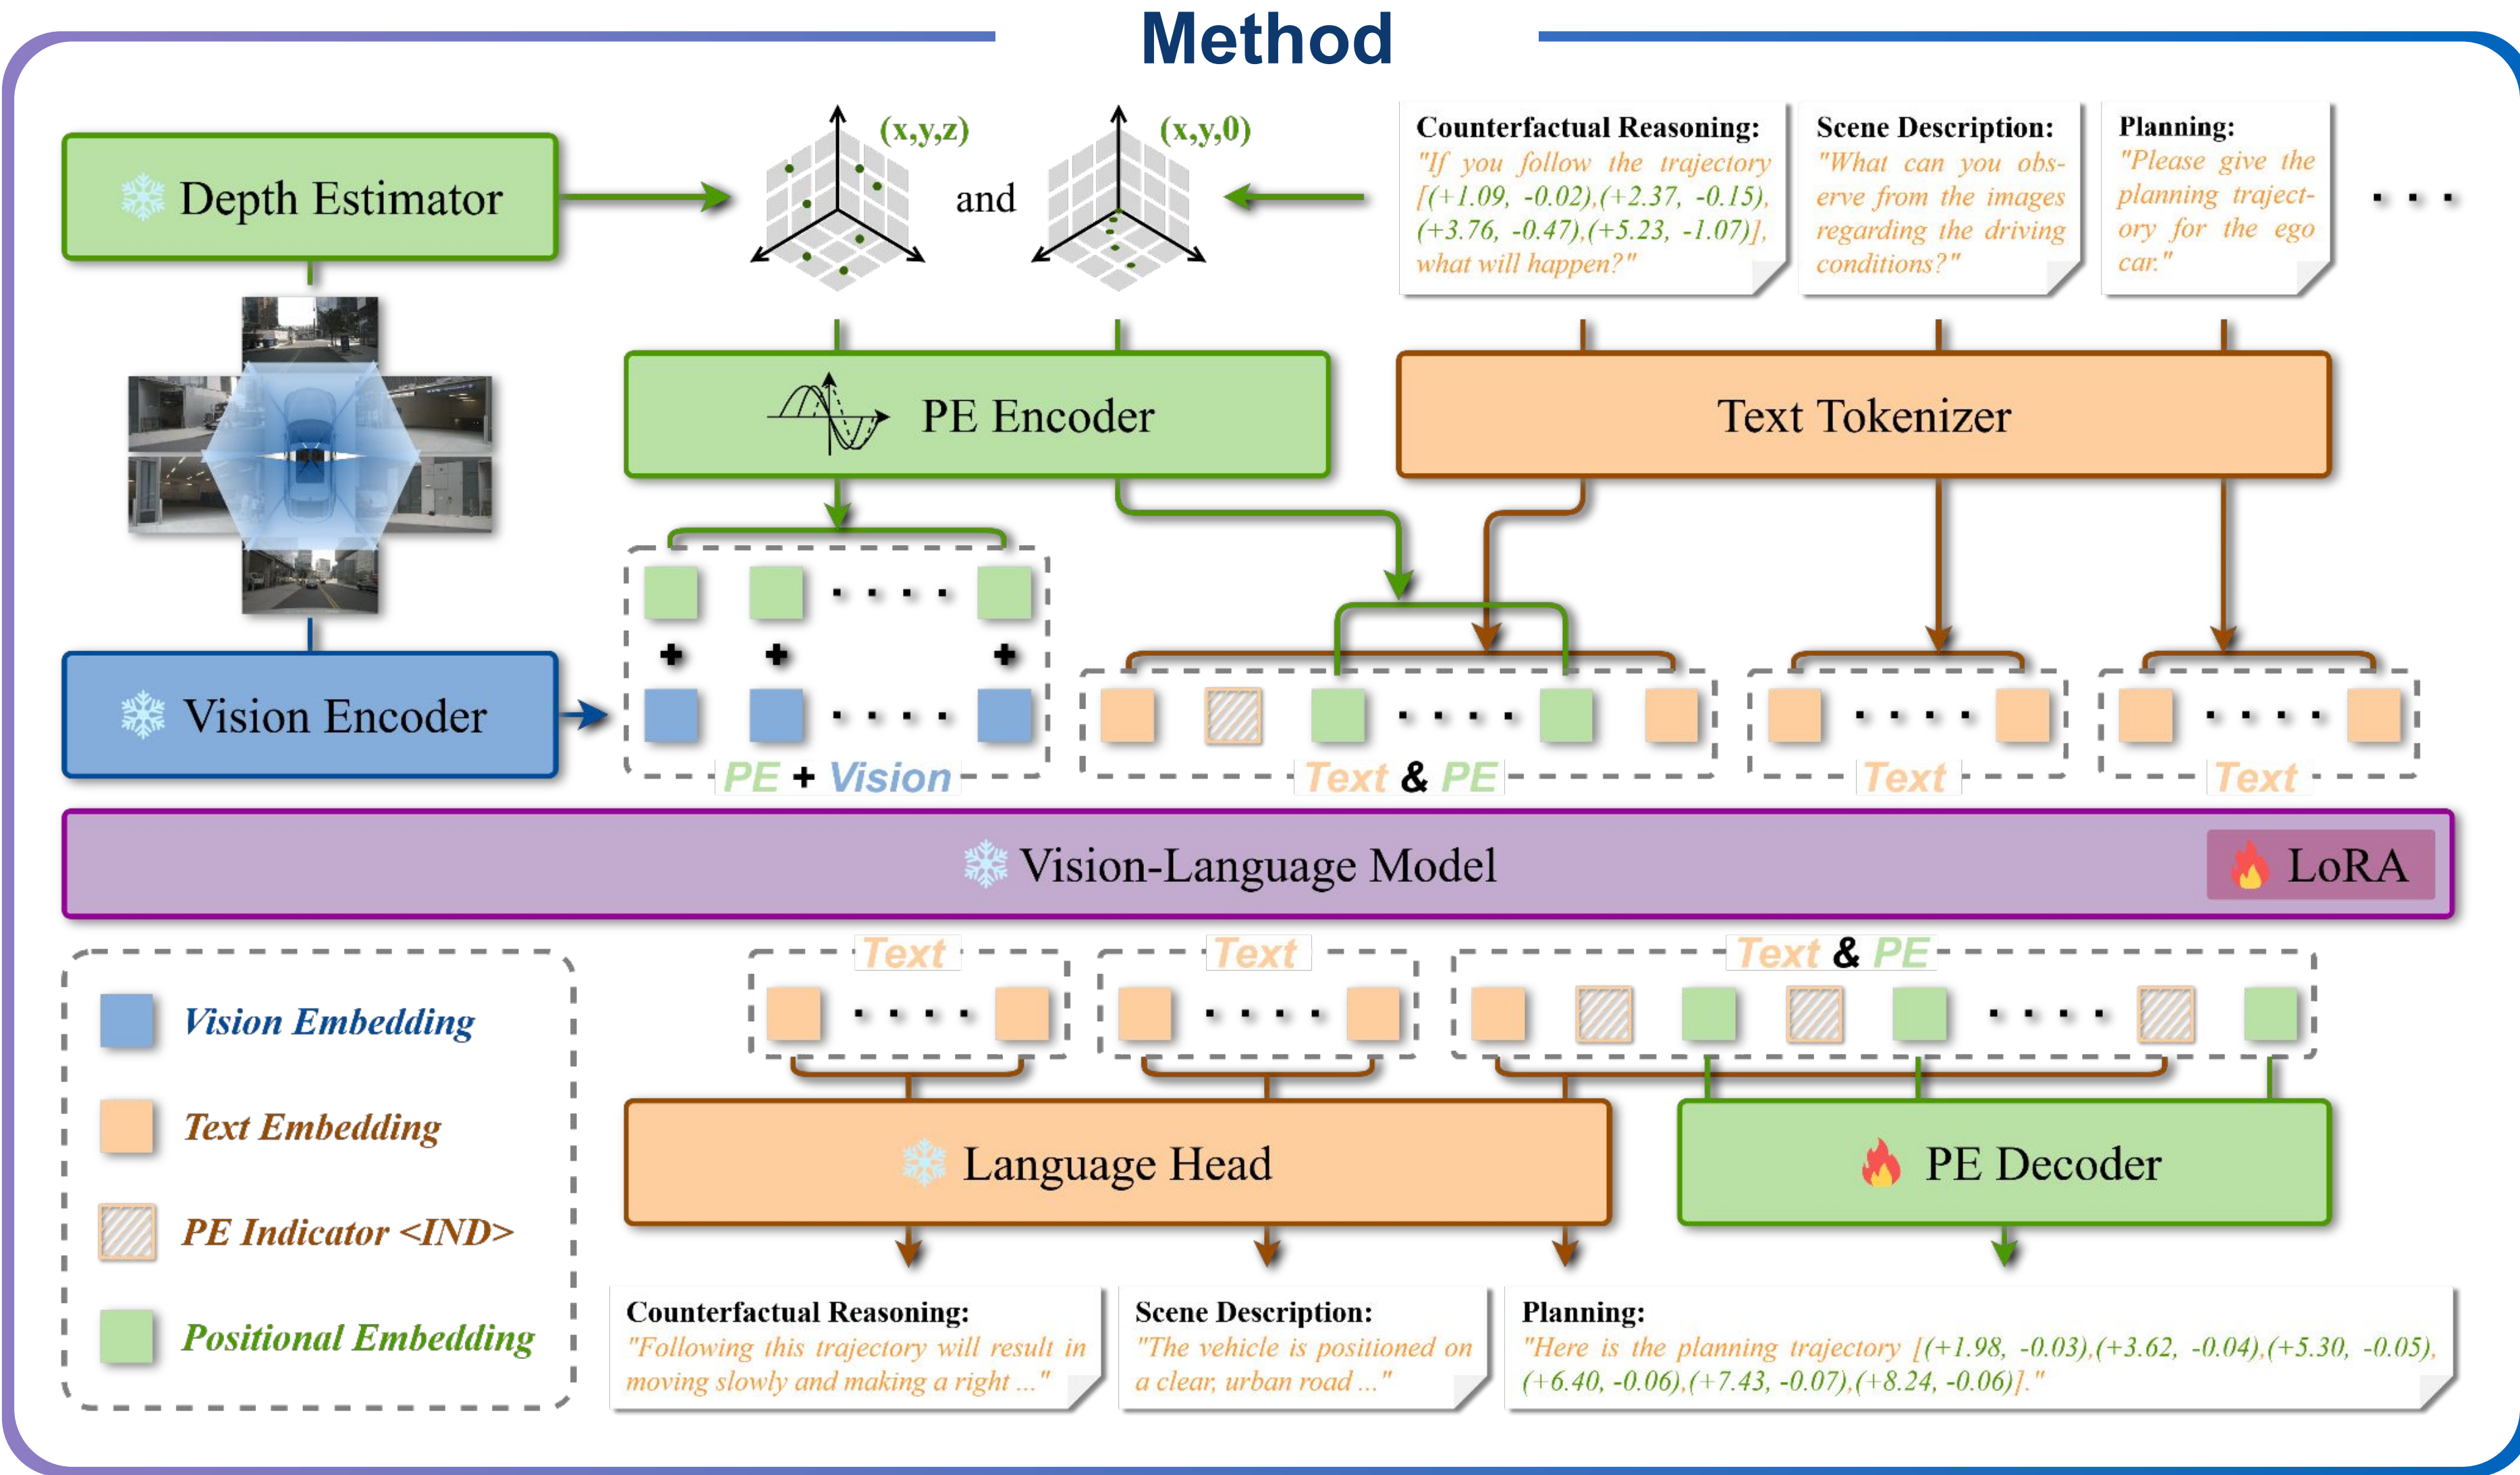 Method
Depth Estimator
(x,y,z)
and
(x,y,0)
Counterfactual Reasoning:
"If you follow the trajectory
[(+1.09, -0.02),(+2.37, -0.15),
(+3.76, -0.47),(+5.23, -1.07)],
what will happen?"
Scene Description:
"What can you obs-
erve from the images
regarding the driving
conditions?"
Planning:
"Please give the
planning traject-
ory for the ego
car."
. . .
PE Encoder
Text Tokenizer
Vision Encoder
PE + Vision
Text & PE
Text
Text
Vision-Language Model
LoRA
Vision Embedding
Text Embedding
PE Indicator <IND>
Positional Embedding
Text
Text
Text & PE
Language Head
PE Decoder
Counterfactual Reasoning:
"Following this trajectory will result in
moving slowly and making a right ..."
Scene Description:
"The vehicle is positioned on
a clear, urban road ..."
Planning:
"Here is the planning trajectory [(+1.98, -0.03),(+3.62, -0.04),(+5.30, -0.05),
(+6.40, -0.06),(+7.43, -0.07),(+8.24, -0.06)]."